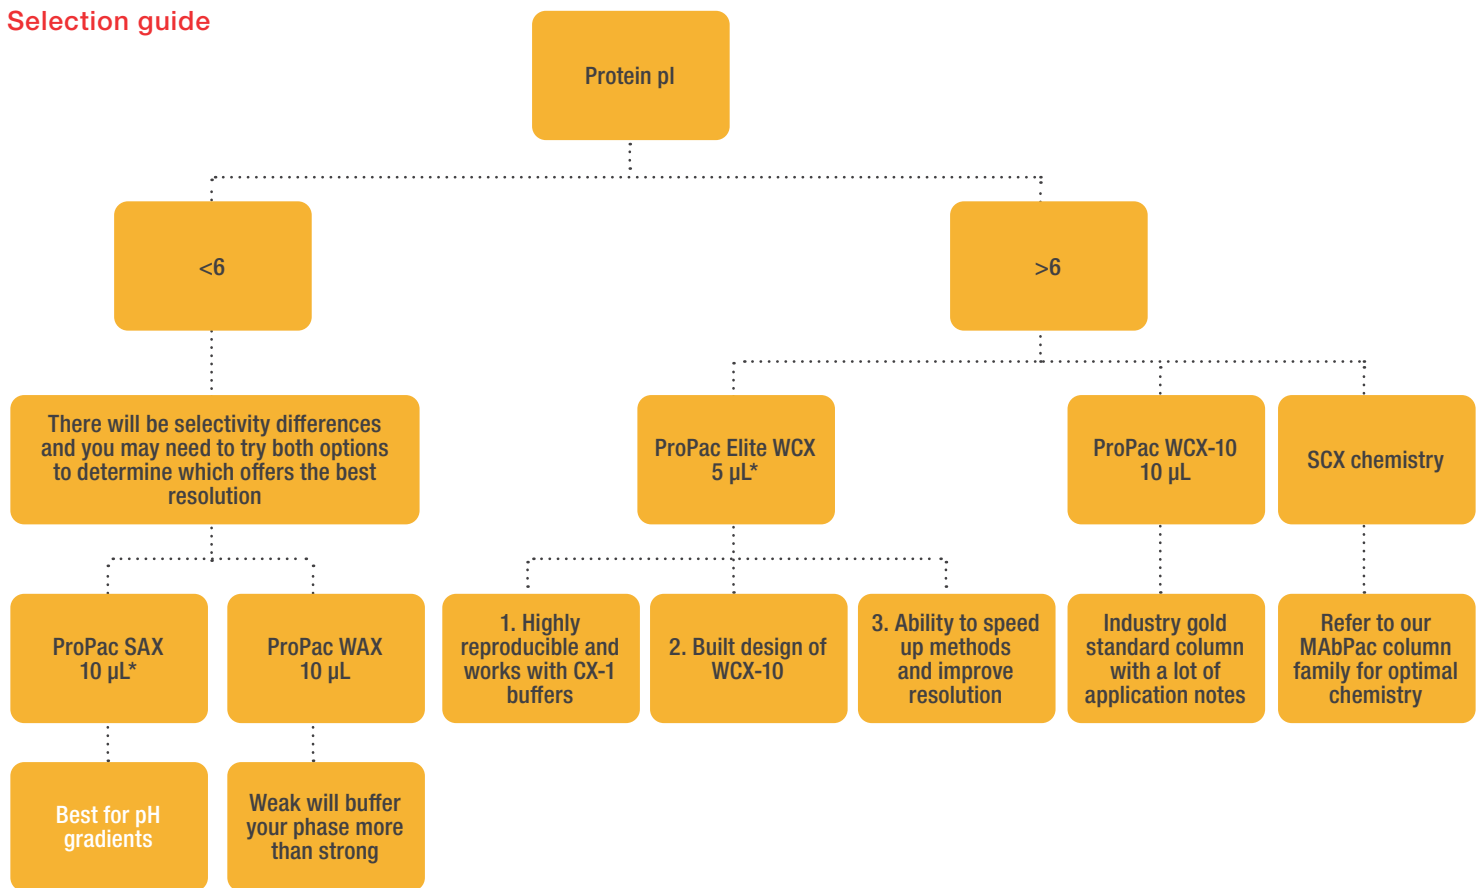 Selection guide
Protein pI
<6
>6
There will be selectivity differences
and you may need to try both options
to determine which offers the best
resolution
ProPac Elite WCX
5 µL*
ProPac WCX-10
10 µL
SCX chemistry
ProPac SAX
10 µL*
ProPac WAX
10 µL
1. Highly
reproducible and
works with CX-1
buffers
2. Built design of
WCX-10
3. Ability to speed
up methods
and improve
resolution
Industry gold
standard column
with a lot of
application notes
Refer to our
MAbPac column
family for optimal
chemistry
Best for pH
gradients
Weak will buffer
your phase more
than strong